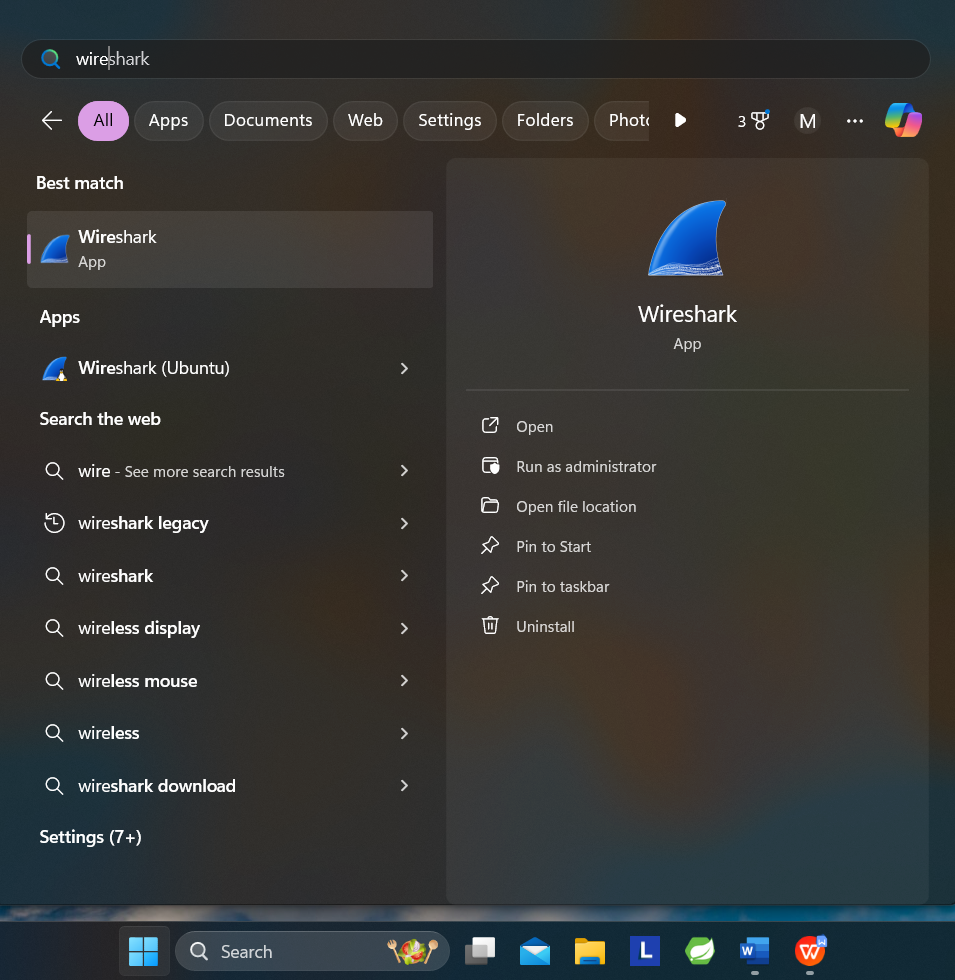 wireshark
All Apps Documents Web Settings Folders Photo 3 M
Best match
Wireshark
App
Apps
Wireshark (Ubuntu)
Search the web
wire - See more search results
wireshark legacy
wireshark
wireless display
wireless mouse
wireless
wireshark download
Settings (7+)
Wireshark
App
Open
Run as administrator
Open file location
Pin to Start
Pin to taskbar
Uninstall
Search L W W